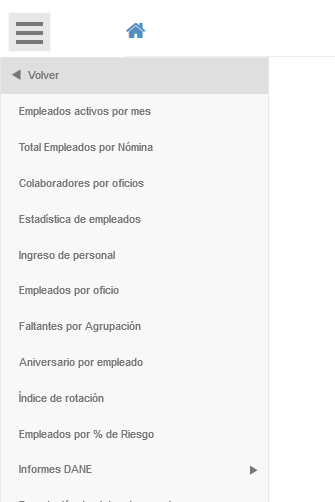 Volver
Empleados activos por mes
Total Empleados por Nómina
Colaboradores por oficios
Estadística de empleados
Ingreso de personal
Empleados por oficio
Faltantes por Agrupación
Aniversario por empleado
Índice de rotación
Empleados por % de Riesgo
Informes DANE